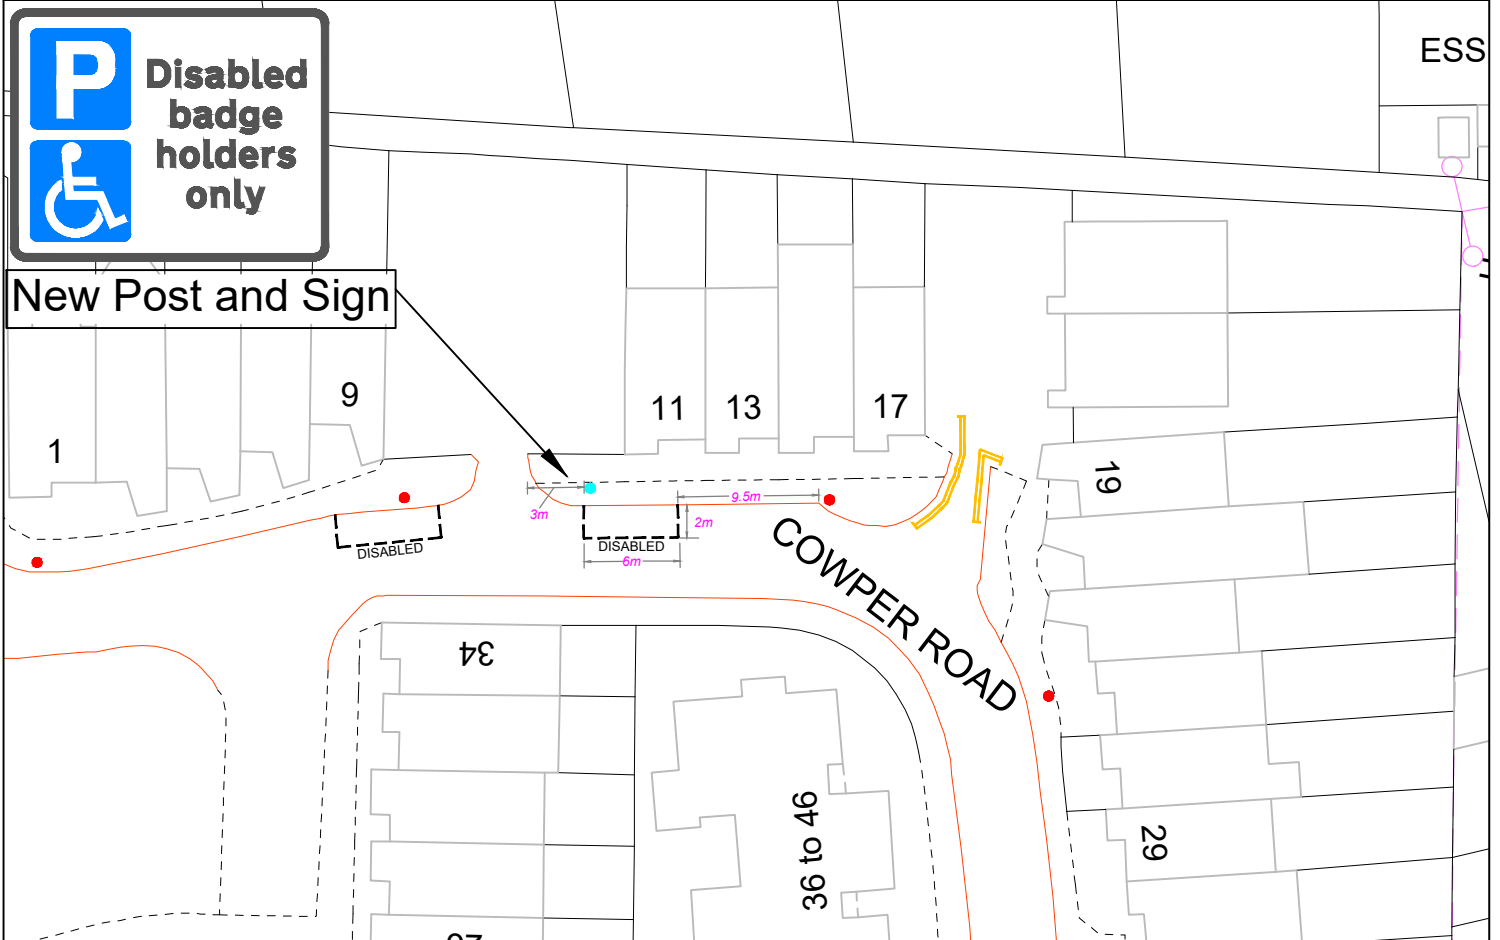 P
Disabled
badge
holders
only
ESS
New Post and Sign
1
9
11
13
17
19
3m
9.5m
2m
DISABLED
DISABLED
6m
COWPER ROAD
34
36 to 46
29